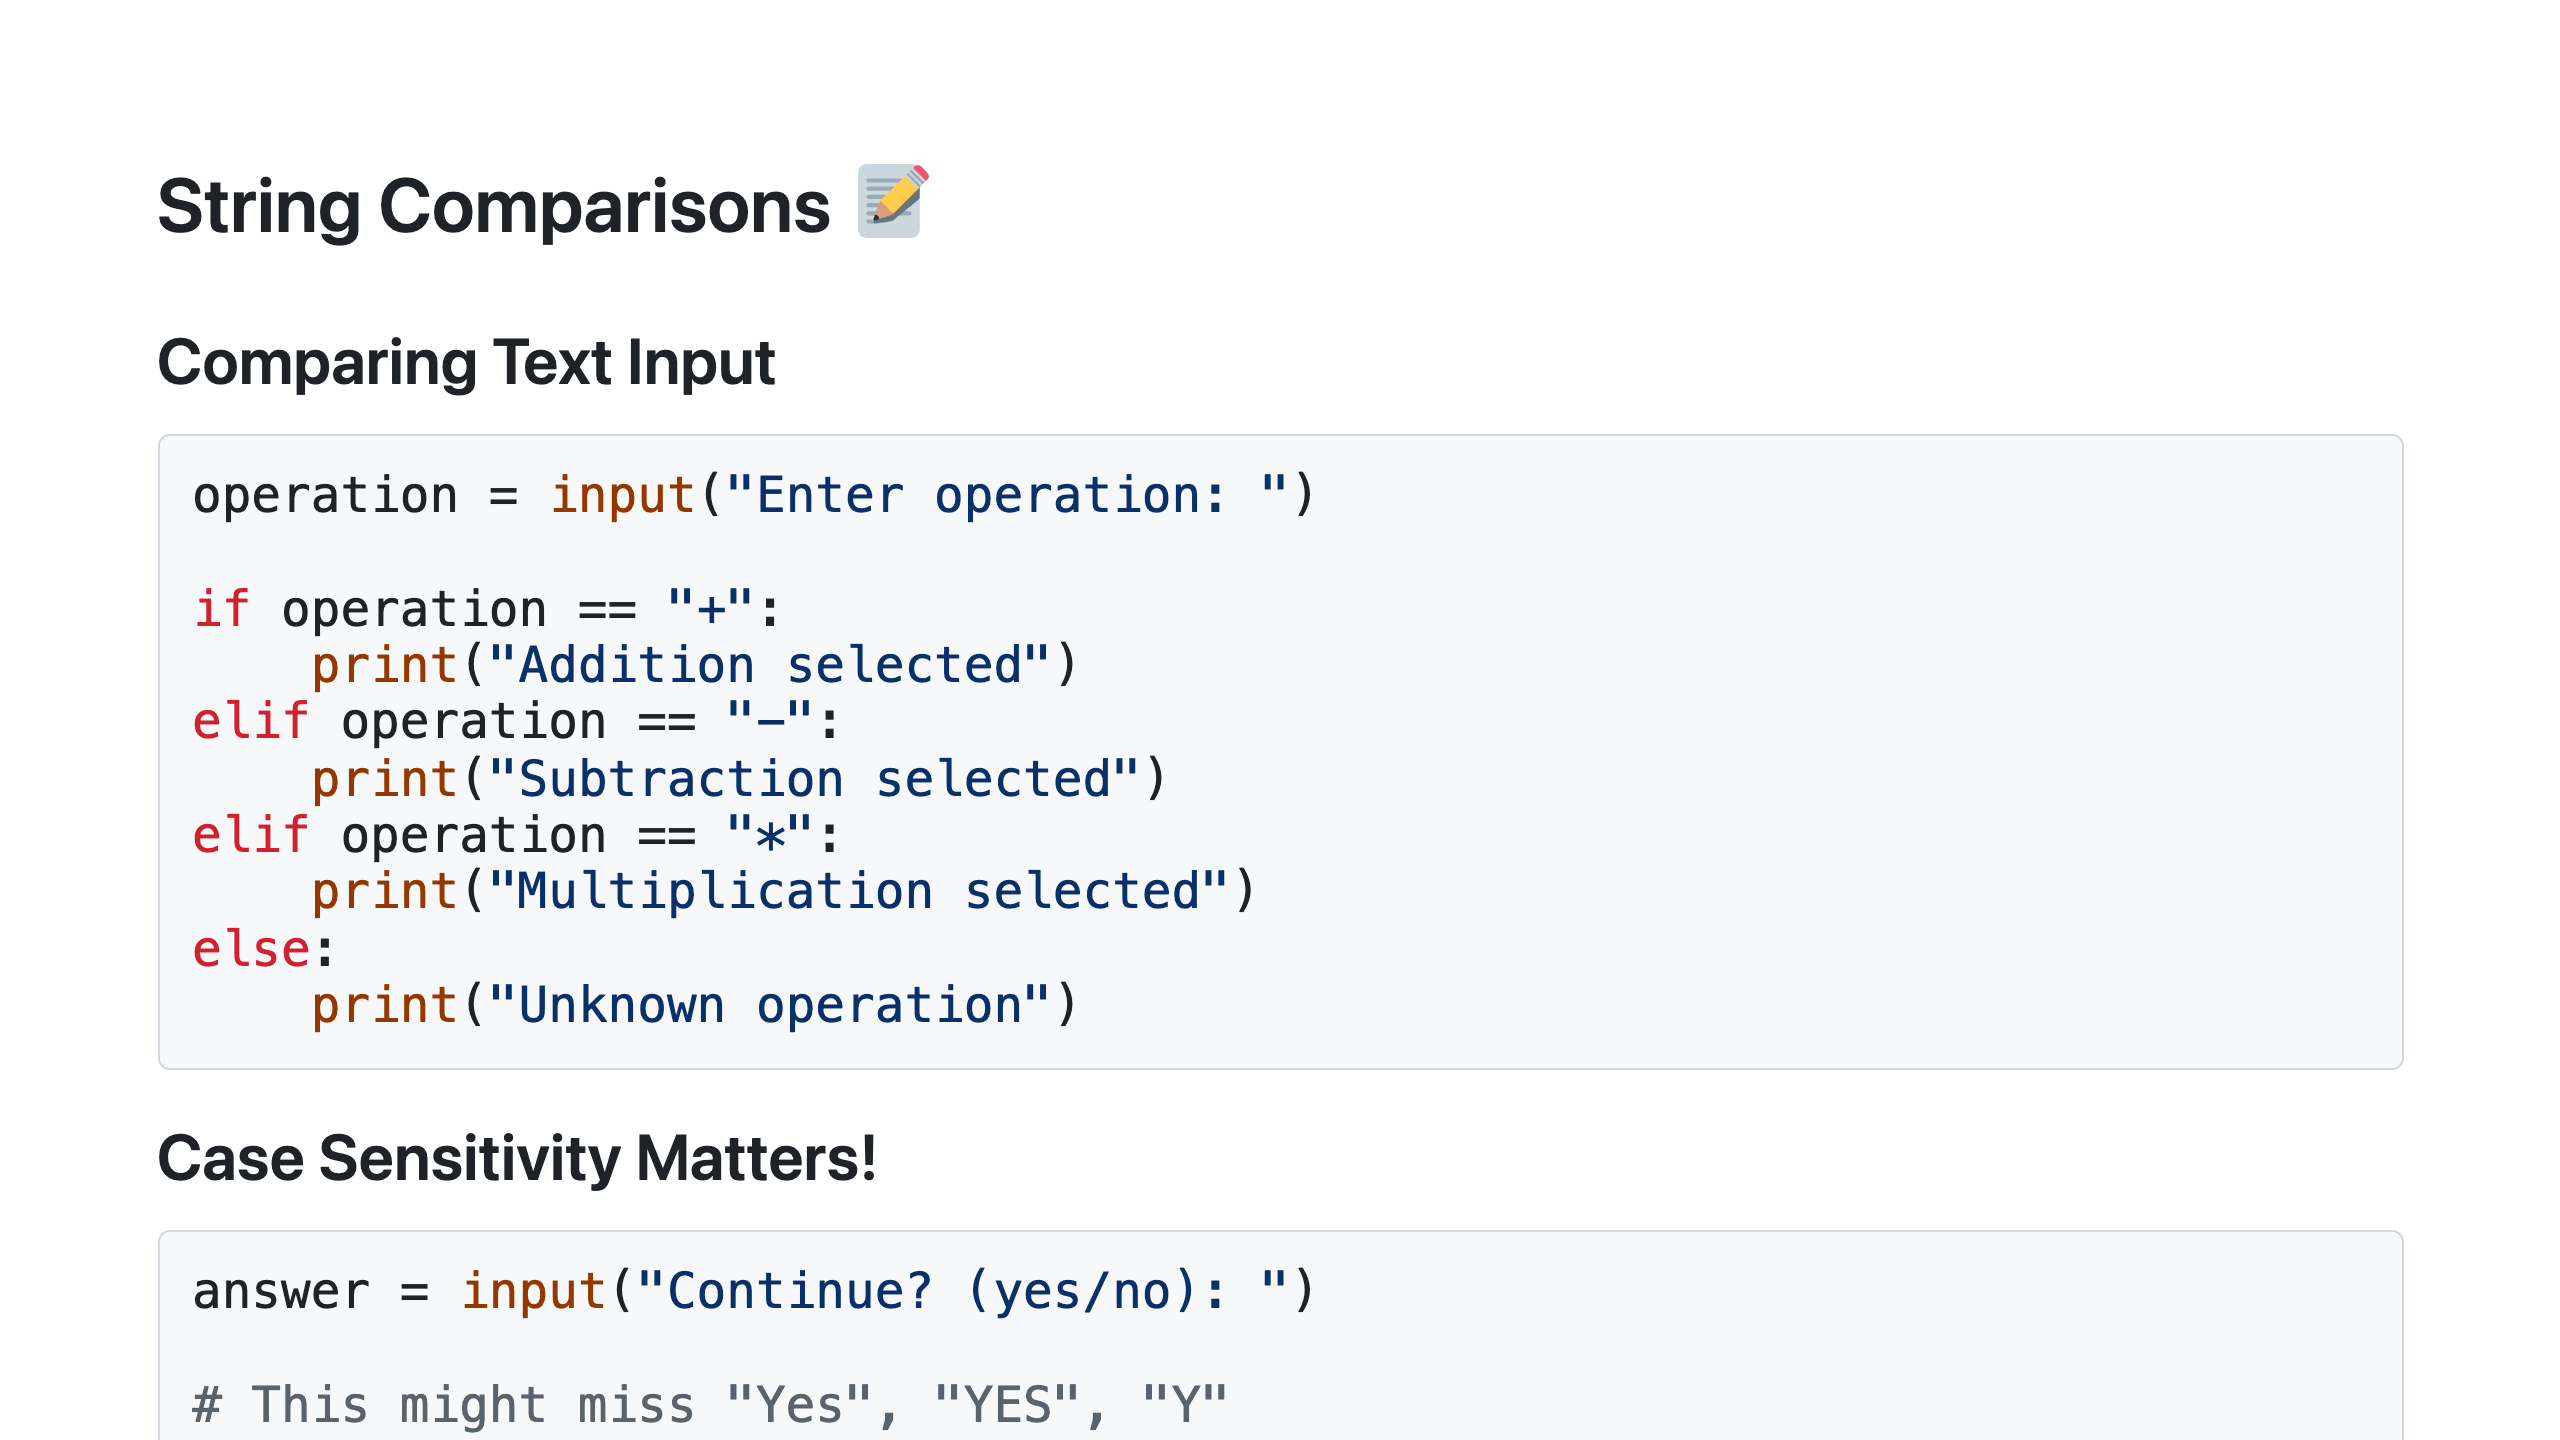 String Comparisons 📝
Comparing Text Input
operation = input("Enter operation: ")
if operation == "+":
    print("Addition selected")
elif operation == "-":
    print("Subtraction selected")
elif operation == "*":
    print("Multiplication selected")
else:
    print("Unknown operation")
Case Sensitivity Matters!
answer = input("Continue? (yes/no): ")
# This might miss "Yes", "YES", "Y"